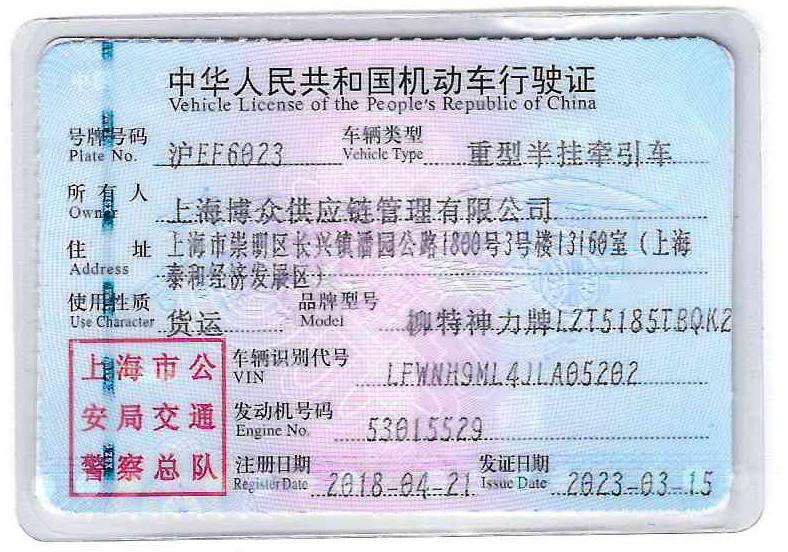 中华人民共和国机动车行驶证
Vehicle License of the People's Republic of China
号牌号码 Plate No. 沪EF6023 车辆类型 Vehicle Type 重型半挂牵引车
所有人 Owner 上海博众供应链管理有限公司
住址 Address 上海市崇明区长兴镇潘园公路1800号3号楼13160室（上海
泰和经济发展区）
使用性质 Use Character 货运 品牌型号 Model 柳特神力牌LZT5185TBQK2
上海市公
安局交通
警察总队
车辆识别代号 VIN LFWNH9ML4JLA05202
发动机号码 Engine No. 53015529
注册日期 Register Date 2018-04-21 发证日期 Issue Date 2023-03-15